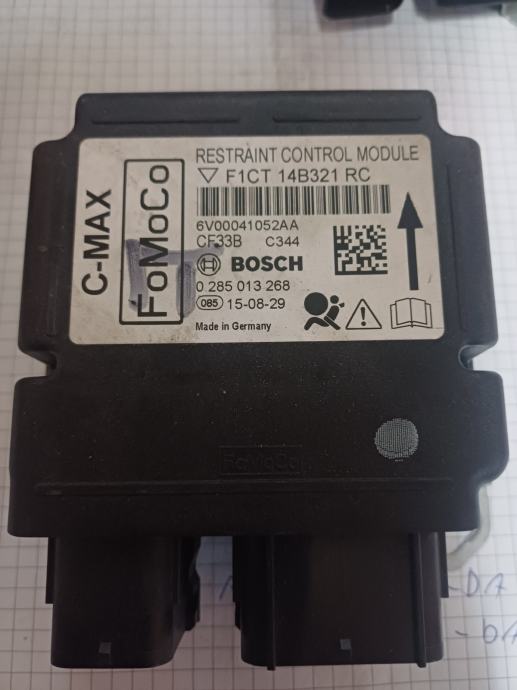 RESTRAINT CONTROL MODULE
F1CT 14B321 RC
6V00041052AA
CF33B C344
BOSCH
0 285 013 268
085 15-08-29
Made in Germany
C-MAX
FoMoCo
FoMoCo
-DA